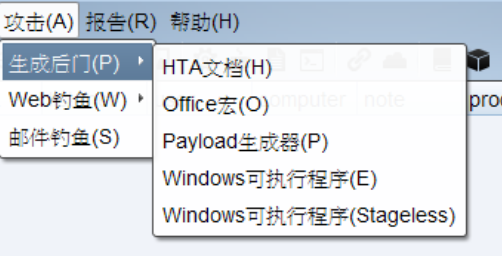 攻击(A) 报告(R) 帮助(H)
生成后门(P)
Web钓鱼(W)
邮件钓鱼(S)
HTA文档(H)
Office宏(O)
computer note
Payload生成器(P)
Windows可执行程序(E)
Windows可执行程序(Stageless)